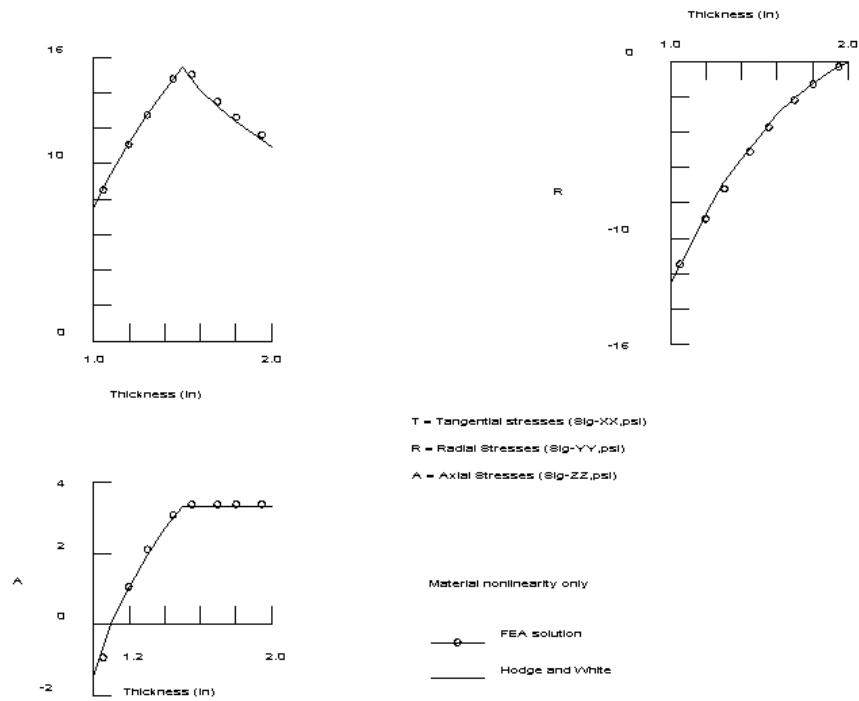 16
10
0
1.0
2.0
Thickness (in)
Thickness (in)
0
1.0
2.0
R
-10
-16
T = Tangential stresses (Sig-XX,psi)
R = Radial Stresses (Sig-YY,psi)
A = Axial Stresses (Sig-ZZ,psi)
4
2
A
0
-2
1.2
2.0
Thickness (in)
Material nonlinearity only
FEA solution
Hodge and White